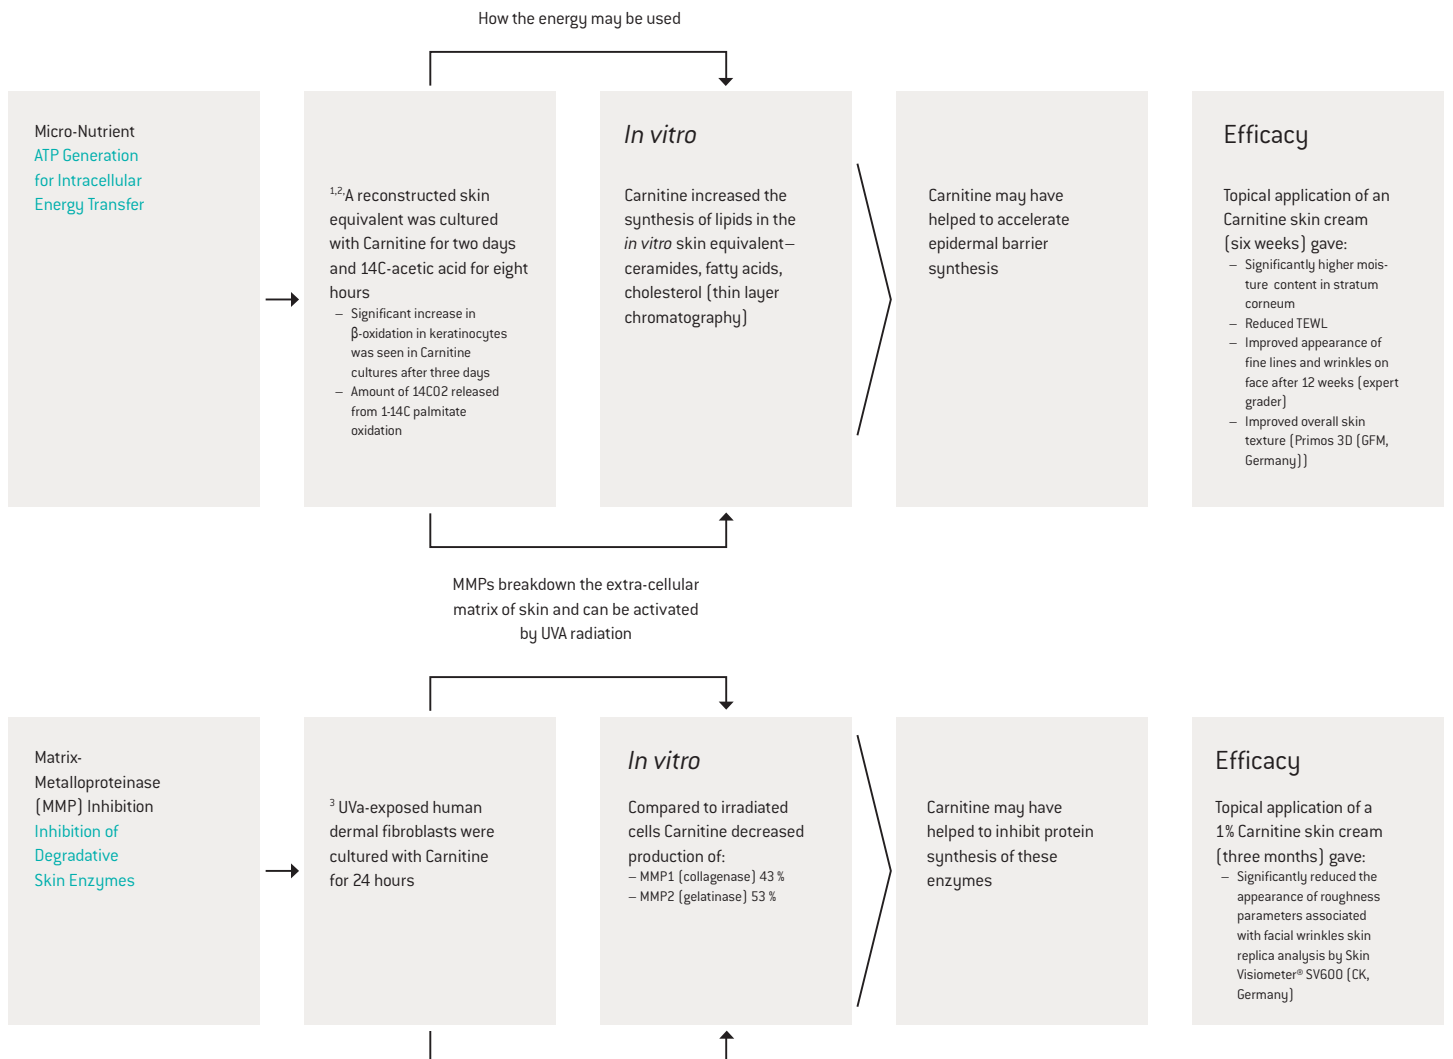 How the energy may be used
Micro-Nutrient
ATP Generation
for Intracellular
Energy Transfer
1,2,A reconstructed skin
equivalent was cultured
with Carnitine for two days
and 14C-acetic acid for eight
hours
– Significant increase in
β-oxidation in keratinocytes
was seen in Carnitine
cultures after three days
– Amount of 14CO2 released
from 1-14C palmitate
oxidation
In vitro
Carnitine increased the
synthesis of lipids in the
in vitro skin equivalent–
ceramides, fatty acids,
cholesterol (thin layer
chromatography)
Carnitine may have
helped to accelerate
epidermal barrier
synthesis
Efficacy
Topical application of an
Carnitine skin cream
(six weeks) gave:
– Significantly higher mois-
ture content in stratum
corneum
– Reduced TEWL
– Improved appearance of
fine lines and wrinkles on
face after 12 weeks (expert
grader)
– Improved overall skin
texture (Primos 3D (GFM,
Germany))
MMPs breakdown the extra-cellular
matrix of skin and can be activated
by UVA radiation
Matrix-
Metalloproteinase
(MMP) Inhibition
Inhibition of
Degradative
Skin Enzymes
3 UVa-exposed human
dermal fibroblasts were
cultured with Carnitine
for 24 hours
In vitro
Compared to irradiated
cells Carnitine decreased
production of:
– MMP1 (collagenase) 43 %
– MMP2 (gelatinase) 53 %
Carnitine may have
helped to inhibit protein
synthesis of these
enzymes
Efficacy
Topical application of a
1% Carnitine skin cream
(three months) gave:
– Significantly reduced the
appearance of roughness
parameters associated
with facial wrinkles skin
replica analysis by Skin
Visiometer® SV600 (CK,
Germany)